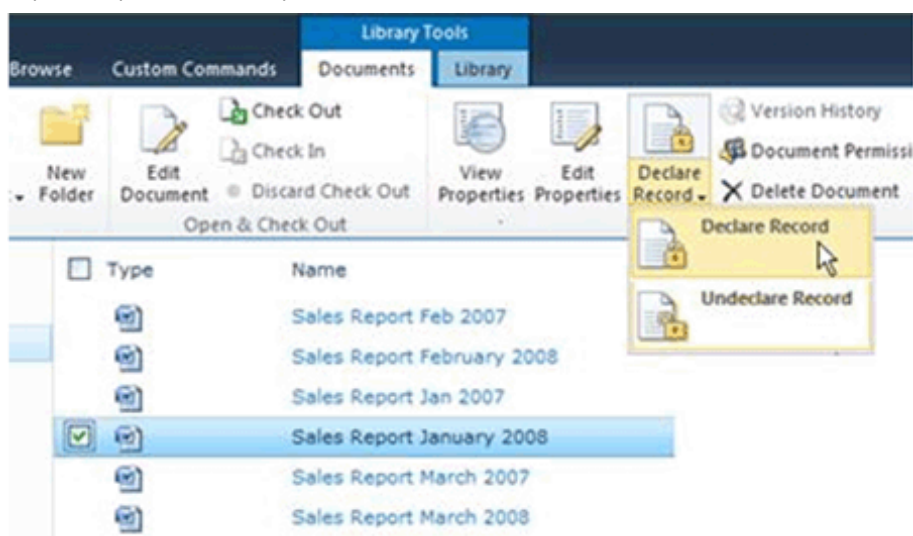 Library Tools
Browse Custom Commands Documents Library
New Folder
Edit Document
Check Out
Check In
Discard Check Out
Open & Check Out
View Properties
Edit Properties
Declare Record
Version History
Document Permissi
Delete Document
Declare Record
Undeclare Record
Type Name
Sales Report Feb 2007
Sales Report February 2008
Sales Report Jan 2007
Sales Report January 2008
Sales Report March 2007
Sales Report March 2008